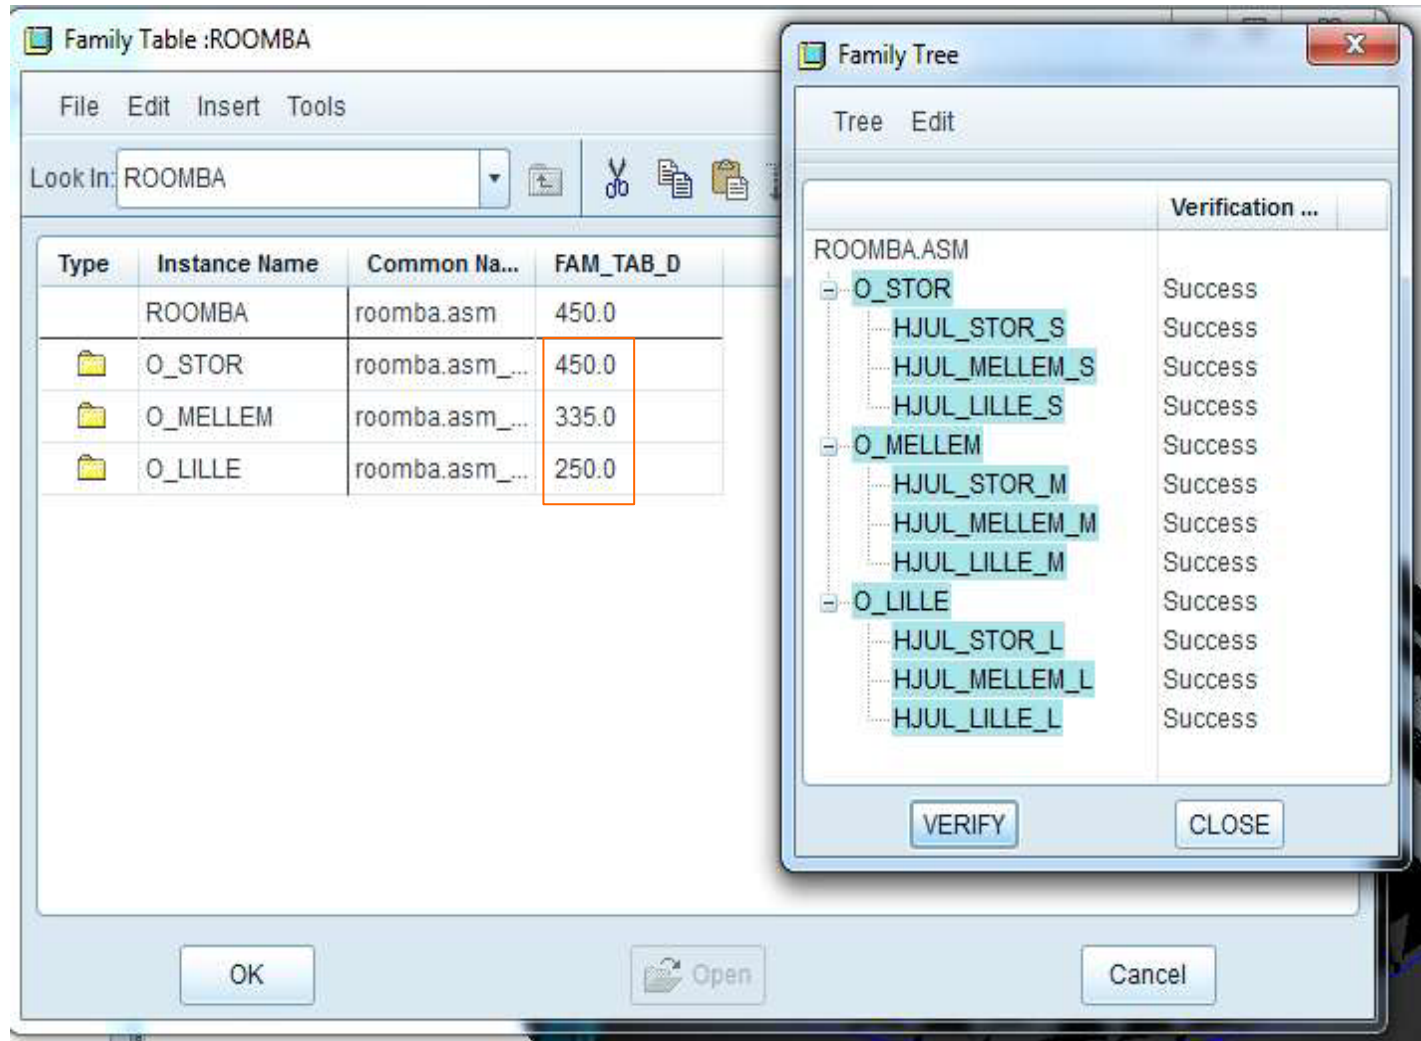 Family Table :ROOMBA
File Edit Insert Tools
Look In: ROOMBA
Type Instance Name Common Na... FAM_TAB_D
ROOMBA roomba.asm 450.0
O_STOR roomba.asm_... 450.0
O_MELLEM roomba.asm_... 335.0
O_LILLE roomba.asm_... 250.0
OK Open Cancel
Family Tree
Tree Edit
Verification ...
ROOMBA.ASM
O_STOR Success
HJUL_STOR_S Success
HJUL_MELLEM_S Success
HJUL_LILLE_S Success
O_MELLEM Success
HJUL_STOR_M Success
HJUL_MELLEM_M Success
HJUL_LILLE_M Success
O_LILLE Success
HJUL_STOR_L Success
HJUL_MELLEM_L Success
HJUL_LILLE_L Success
VERIFY CLOSE